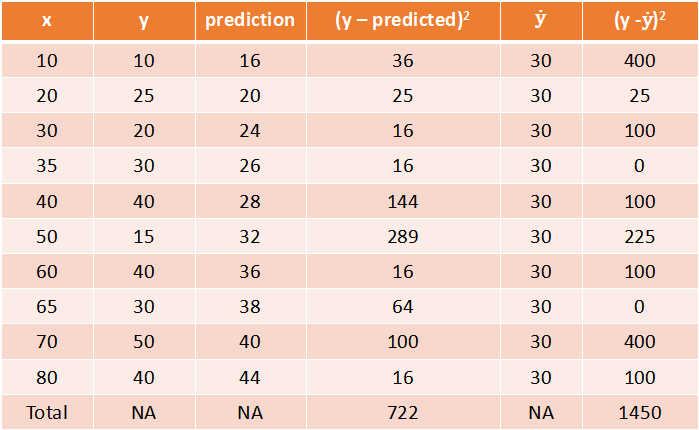 x y prediction (y – predicted)² ẏ (y -ẏ)²
10 10 16 36 30 400
20 25 20 25 30 25
30 20 24 16 30 100
35 30 26 16 30 0
40 40 28 144 30 100
50 15 32 289 30 225
60 40 36 16 30 100
65 30 38 64 30 0
70 50 40 100 30 400
80 40 44 16 30 100
Total NA NA 722 NA 1450